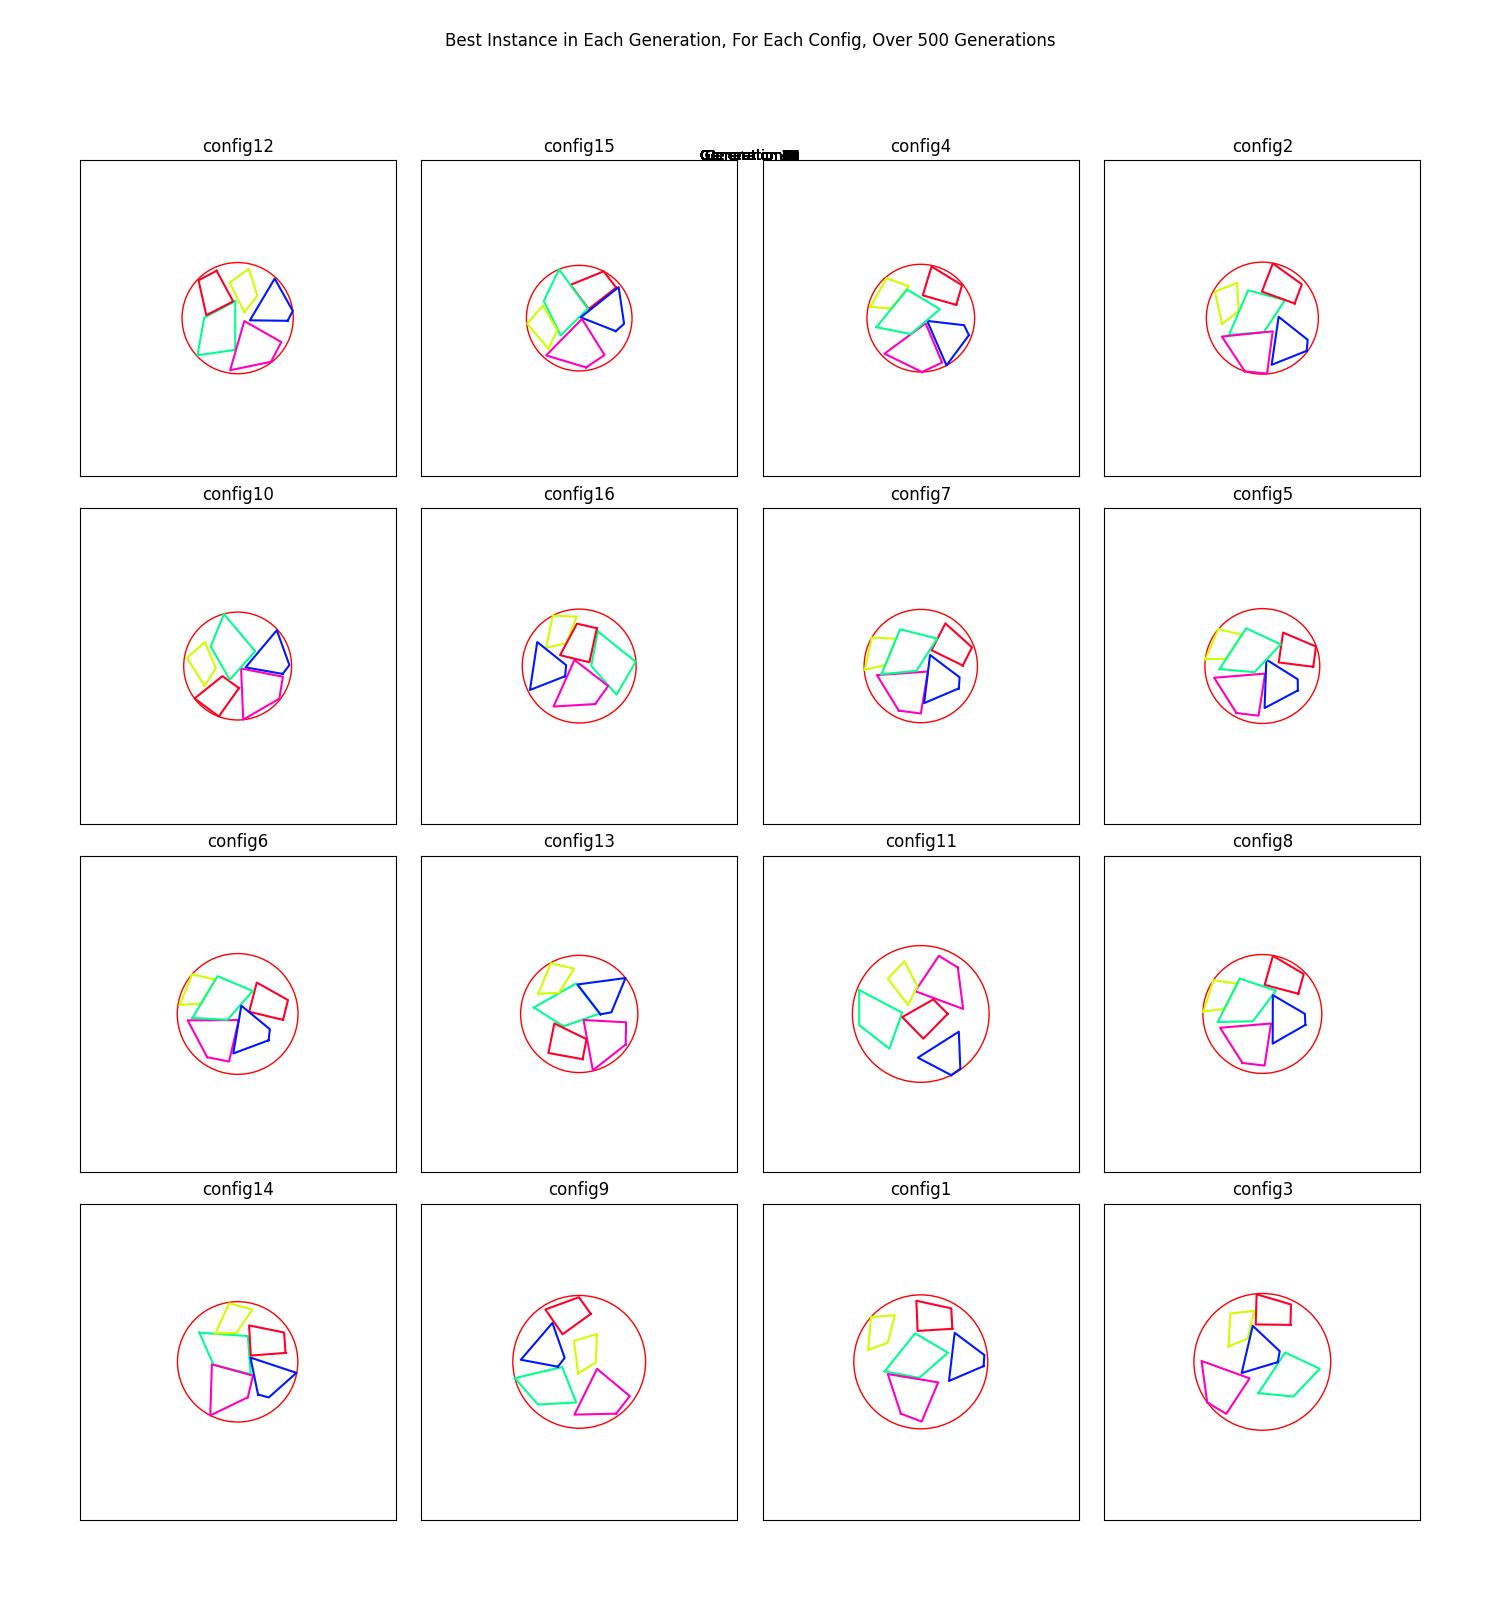 Best Instance in Each Generation, For Each Config, Over 500 Generations
config12
config15
config4
config2
config10
config16
config7
config5
config6
config13
config11
config8
config14
config9
config1
config3